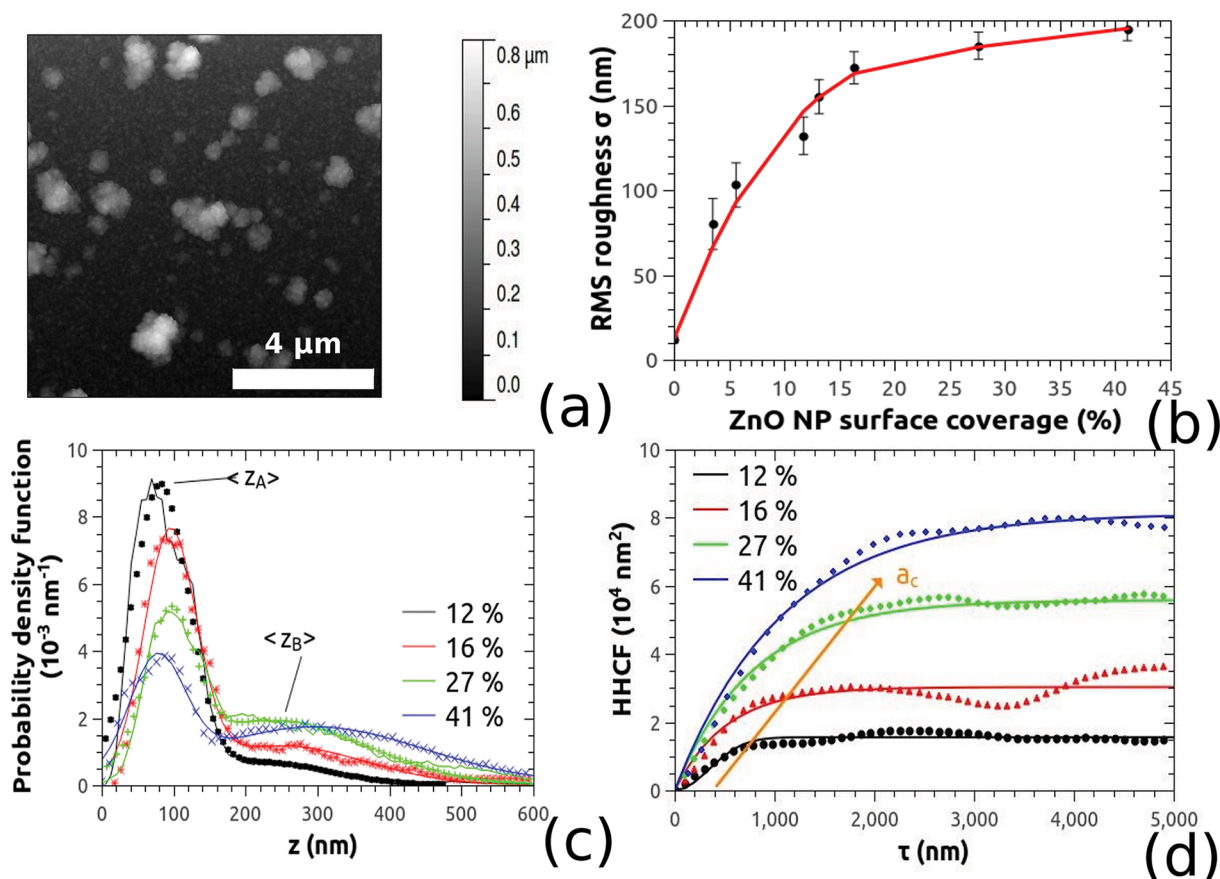 0.8 μm
0.6
0.5
0.4
0.3
0.2
0.1
0.0
4 μm
(a)
RMS roughness σ (nm)
200
150
100
50
0
0 5 10 15 20 25 30 35 40 45
ZnO NP surface coverage (%)
(b)
Probability density function
(10⁻³ nm⁻¹)
10
8
6
4
2
0
<z_A>
<z_B>
12 %
16 %
27 %
41 %
0 100 200 300 400 500 600
z (nm)
(c)
HHCF (10⁴ nm²)
10
8
6
4
2
0
12 %
16 %
27 %
41 %
a_c
0 1,000 2,000 3,000 4,000 5,000
τ (nm)
(d)